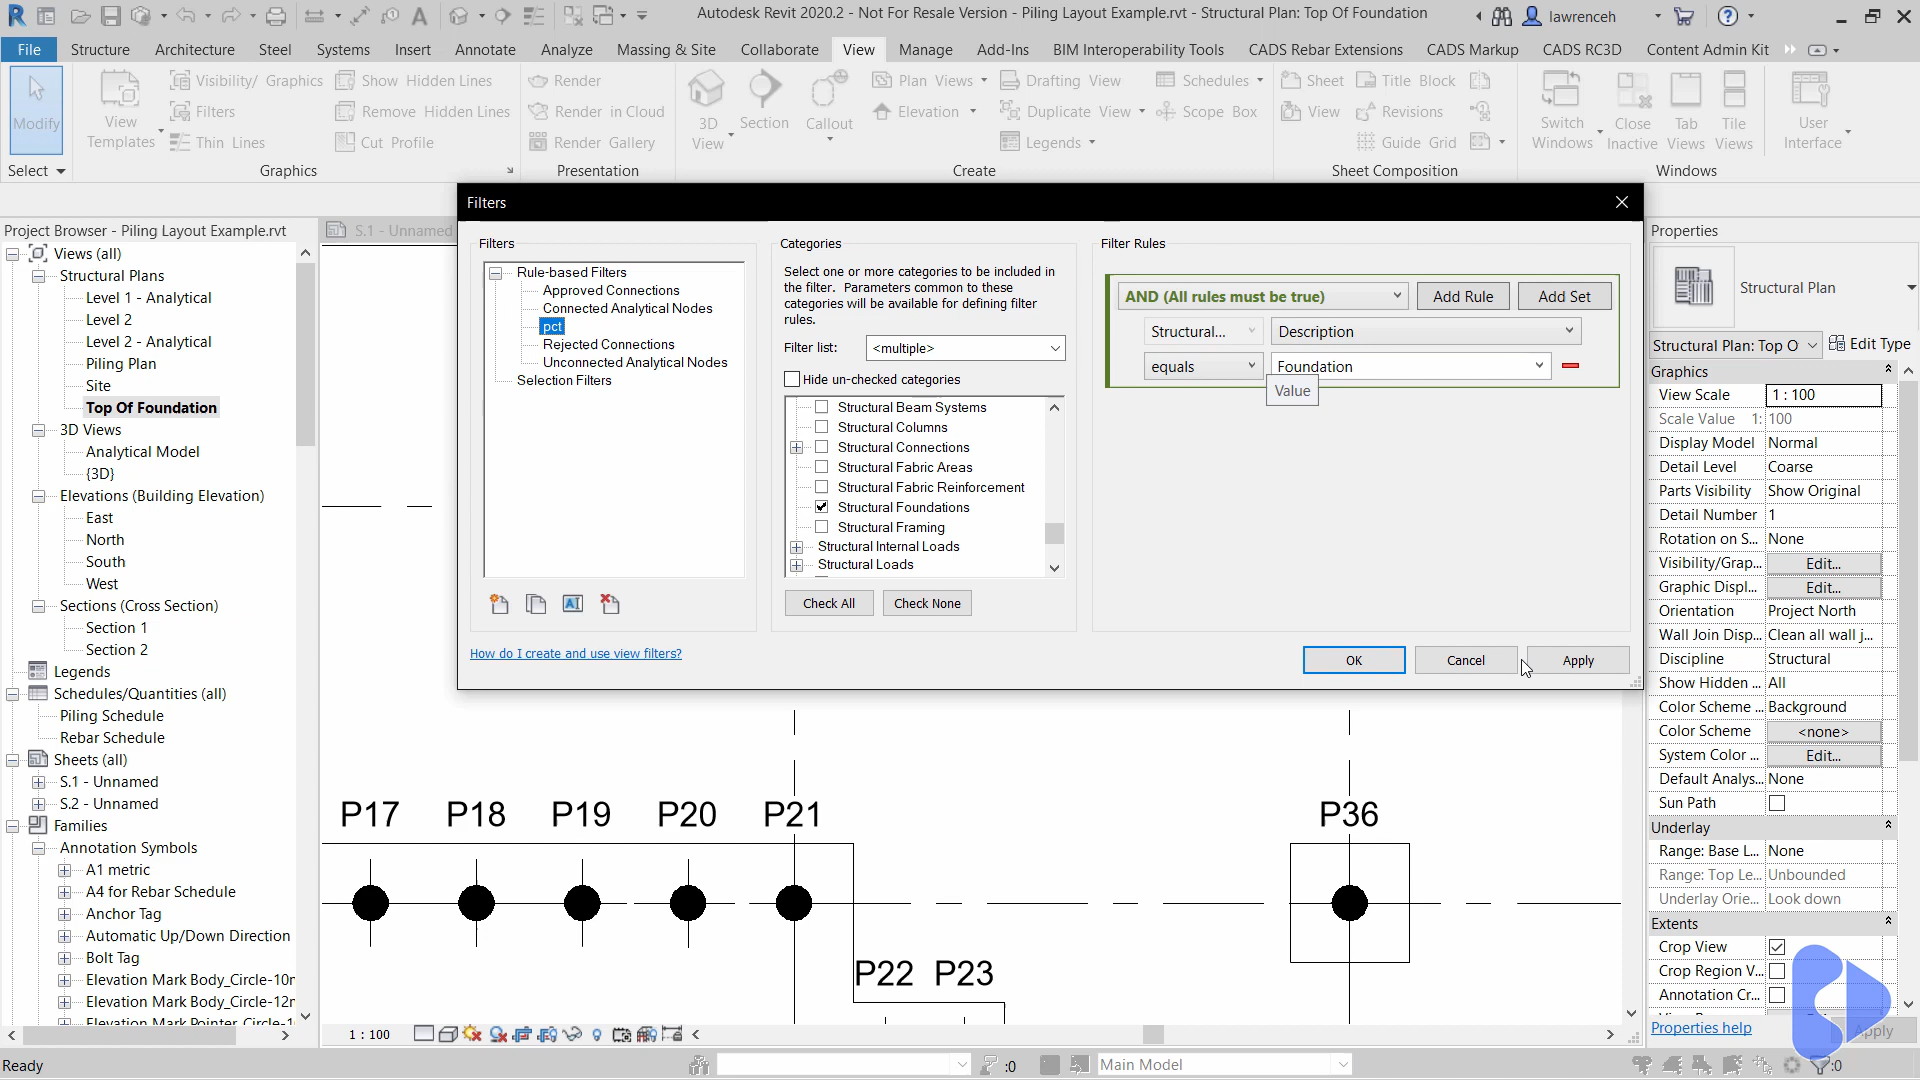 Autodesk Revit 2020.2 - Not For Resale Version - Piling Layout Example.rvt - Structural Plan: Top Of Foundation
lawrenceh
File Structure Architecture Steel Systems Insert Annotate Analyze Massing & Site Collaborate View Manage Add-Ins BIM Interoperability Tools CADS Rebar Extensions CADS Markup CADS RC3D Content Admin Kit
Modify
View Templates
Visibility/ Graphics
Filters
Thin Lines
Show Hidden Lines
Remove Hidden Lines
Cut Profile
Render
Render in Cloud
Render Gallery
3D View
Section
Callout
Plan Views
Elevation
Drafting View
Duplicate View
Legends
Schedules
Scope Box
Sheet
View
Title Block
Revisions
Guide Grid
Switch Windows
Close Inactive
Tab Views
Tile Views
User Interface
Select Graphics Presentation Create Sheet Composition Windows
Project Browser - Piling Layout Example.rvt
Views (all)
Structural Plans
Level 1 - Analytical
Level 2
Level 2 - Analytical
Piling Plan
Site
Top Of Foundation
3D Views
Analytical Model
{3D}
Elevations (Building Elevation)
East
North
South
West
Sections (Cross Section)
Section 1
Section 2
Legends
Schedules/Quantities (all)
Piling Schedule
Rebar Schedule
Sheets (all)
S.1 - Unnamed
S.2 - Unnamed
Families
Annotation Symbols
A1 metric
A4 for Rebar Schedule
Anchor Tag
Automatic Up/Down Direction
Bolt Tag
Elevation Mark Body_Circle-10m
Elevation Mark Body_Circle-12m
Elevation Mark Pointer_Circle-1
S.1 - Unnamed
Filters
Filters
Rule-based Filters
Approved Connections
Connected Analytical Nodes
pct
Rejected Connections
Unconnected Analytical Nodes
Selection Filters
How do I create and use view filters?
Categories
Select one or more categories to be included in
the filter. Parameters common to these
categories will be available for defining filter
rules.
Filter list: <multiple>
Hide un-checked categories
Structural Beam Systems
Structural Columns
Structural Connections
Structural Fabric Areas
Structural Fabric Reinforcement
Structural Foundations
Structural Framing
Structural Internal Loads
Structural Loads
Check All Check None
Filter Rules
AND (All rules must be true) Add Rule Add Set
Structural... Description
equals Foundation
Value
OK Cancel Apply
P17 P18 P19 P20 P21 P36
P22 P23
1 : 100
Properties
Structural Plan
Structural Plan: Top O Edit Type
Graphics
View Scale 1 : 100
Scale Value 1: 100
Display Model Normal
Detail Level Coarse
Parts Visibility Show Original
Detail Number 1
Rotation on S... None
Visibility/Grap... Edit...
Graphic Displ... Edit...
Orientation Project North
Wall Join Disp... Clean all wall j...
Discipline Structural
Show Hidden ... All
Color Scheme ... Background
Color Scheme <none>
System Color ... Edit...
Default Analys... None
Sun Path
Underlay
Range: Base L... None
Range: Top Le... Unbounded
Underlay Orie... Look down
Extents
Crop View
Crop Region V...
Annotation Cr...
Properties help Apply
Ready :0 Main Model :0